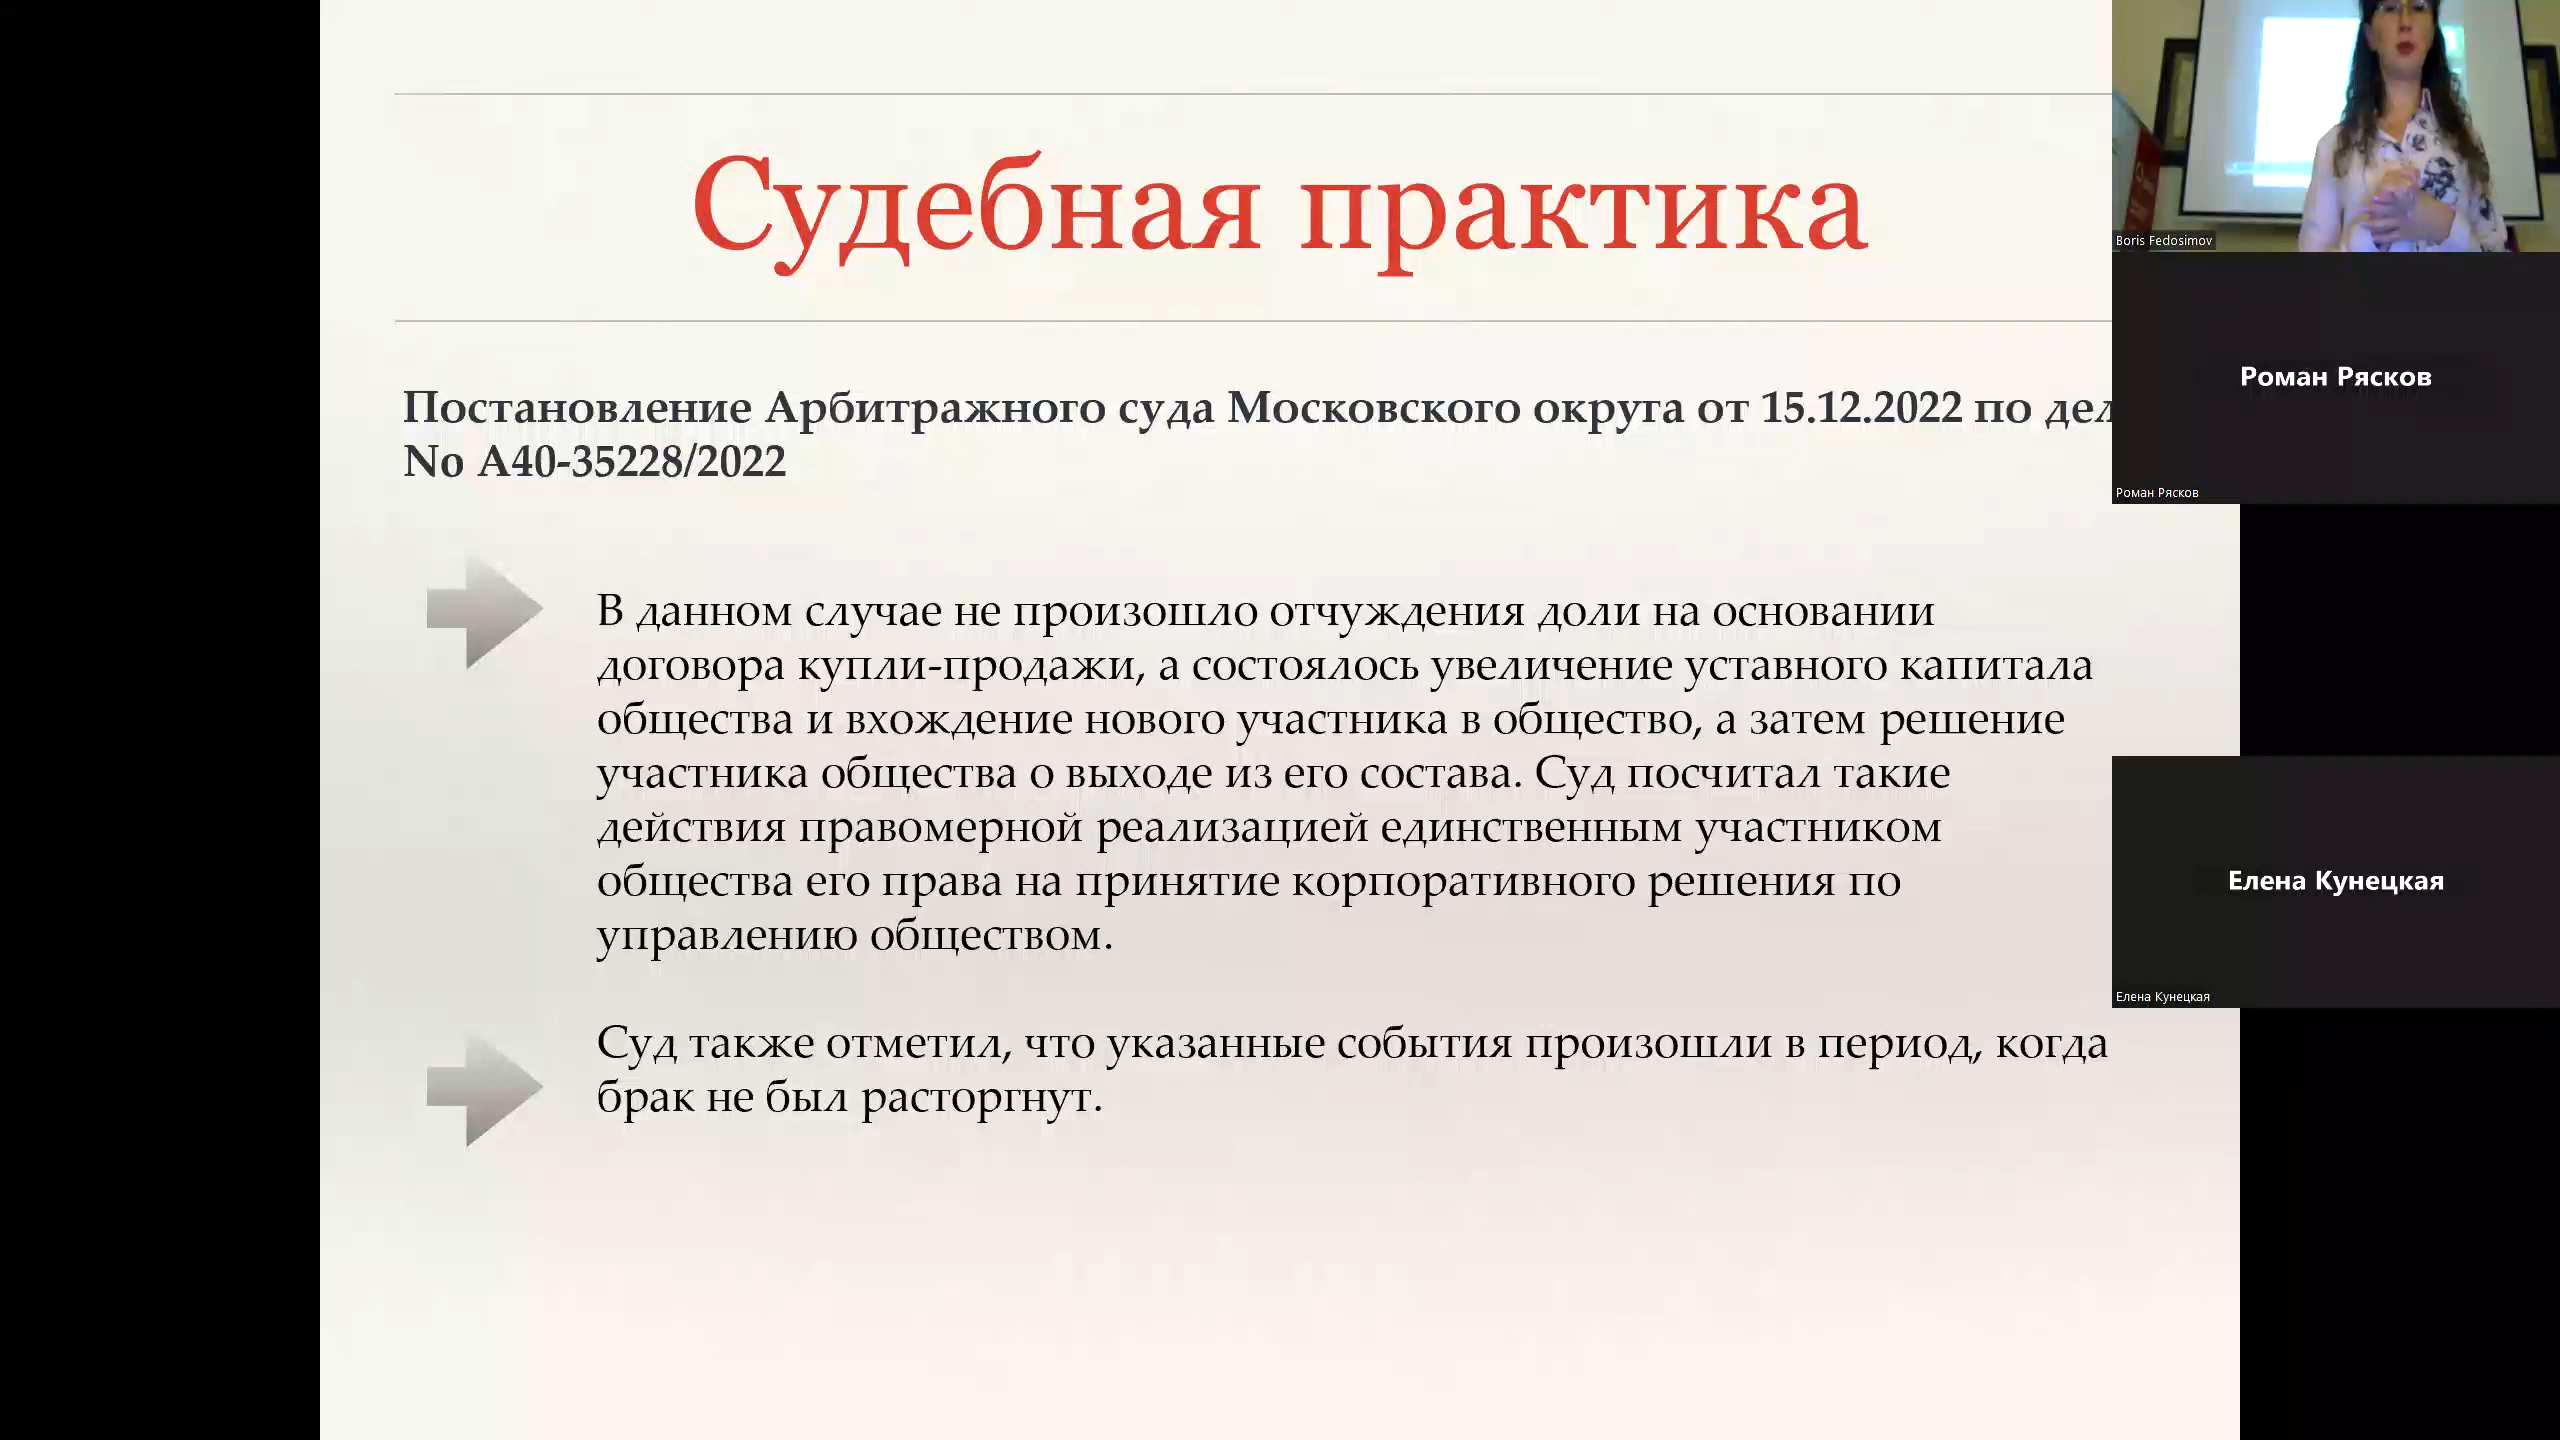 Судебная практика
Постановление Арбитражного суда Московского округа от 15.12.2022 по
No А40-35228/2022
В данном случае не произошло отчуждения доли на основании
договора купли-продажи, а состоялось увеличение уставного капитала
общества и вхождение нового участника в общество, а затем решение
участника общества о выходе из его состава. Суд посчитал такие
действия правомерной реализацией единственным участником
общества его права на принятие корпоративного решения по
управлению обществом.
Суд также отметил, что указанные события произошли в период, когда
брак не был расторгнут.
Boris Fedosimov
Роман Рясков
Роман Рясков
Елена Кунецкая
Елена Кунецкая